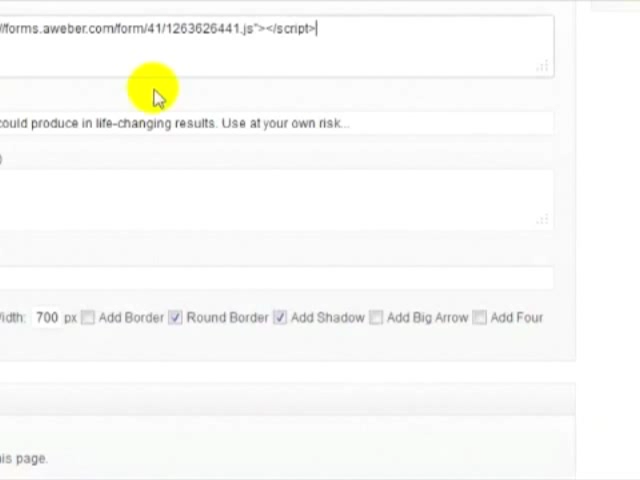 //forms.aweber.com/form/41/1263626441.js"></script>
could produce in life-changing results. Use at your own risk...
)
Width: 700 px Add Border Round Border Add Shadow Add Big Arrow Add Four
his page.